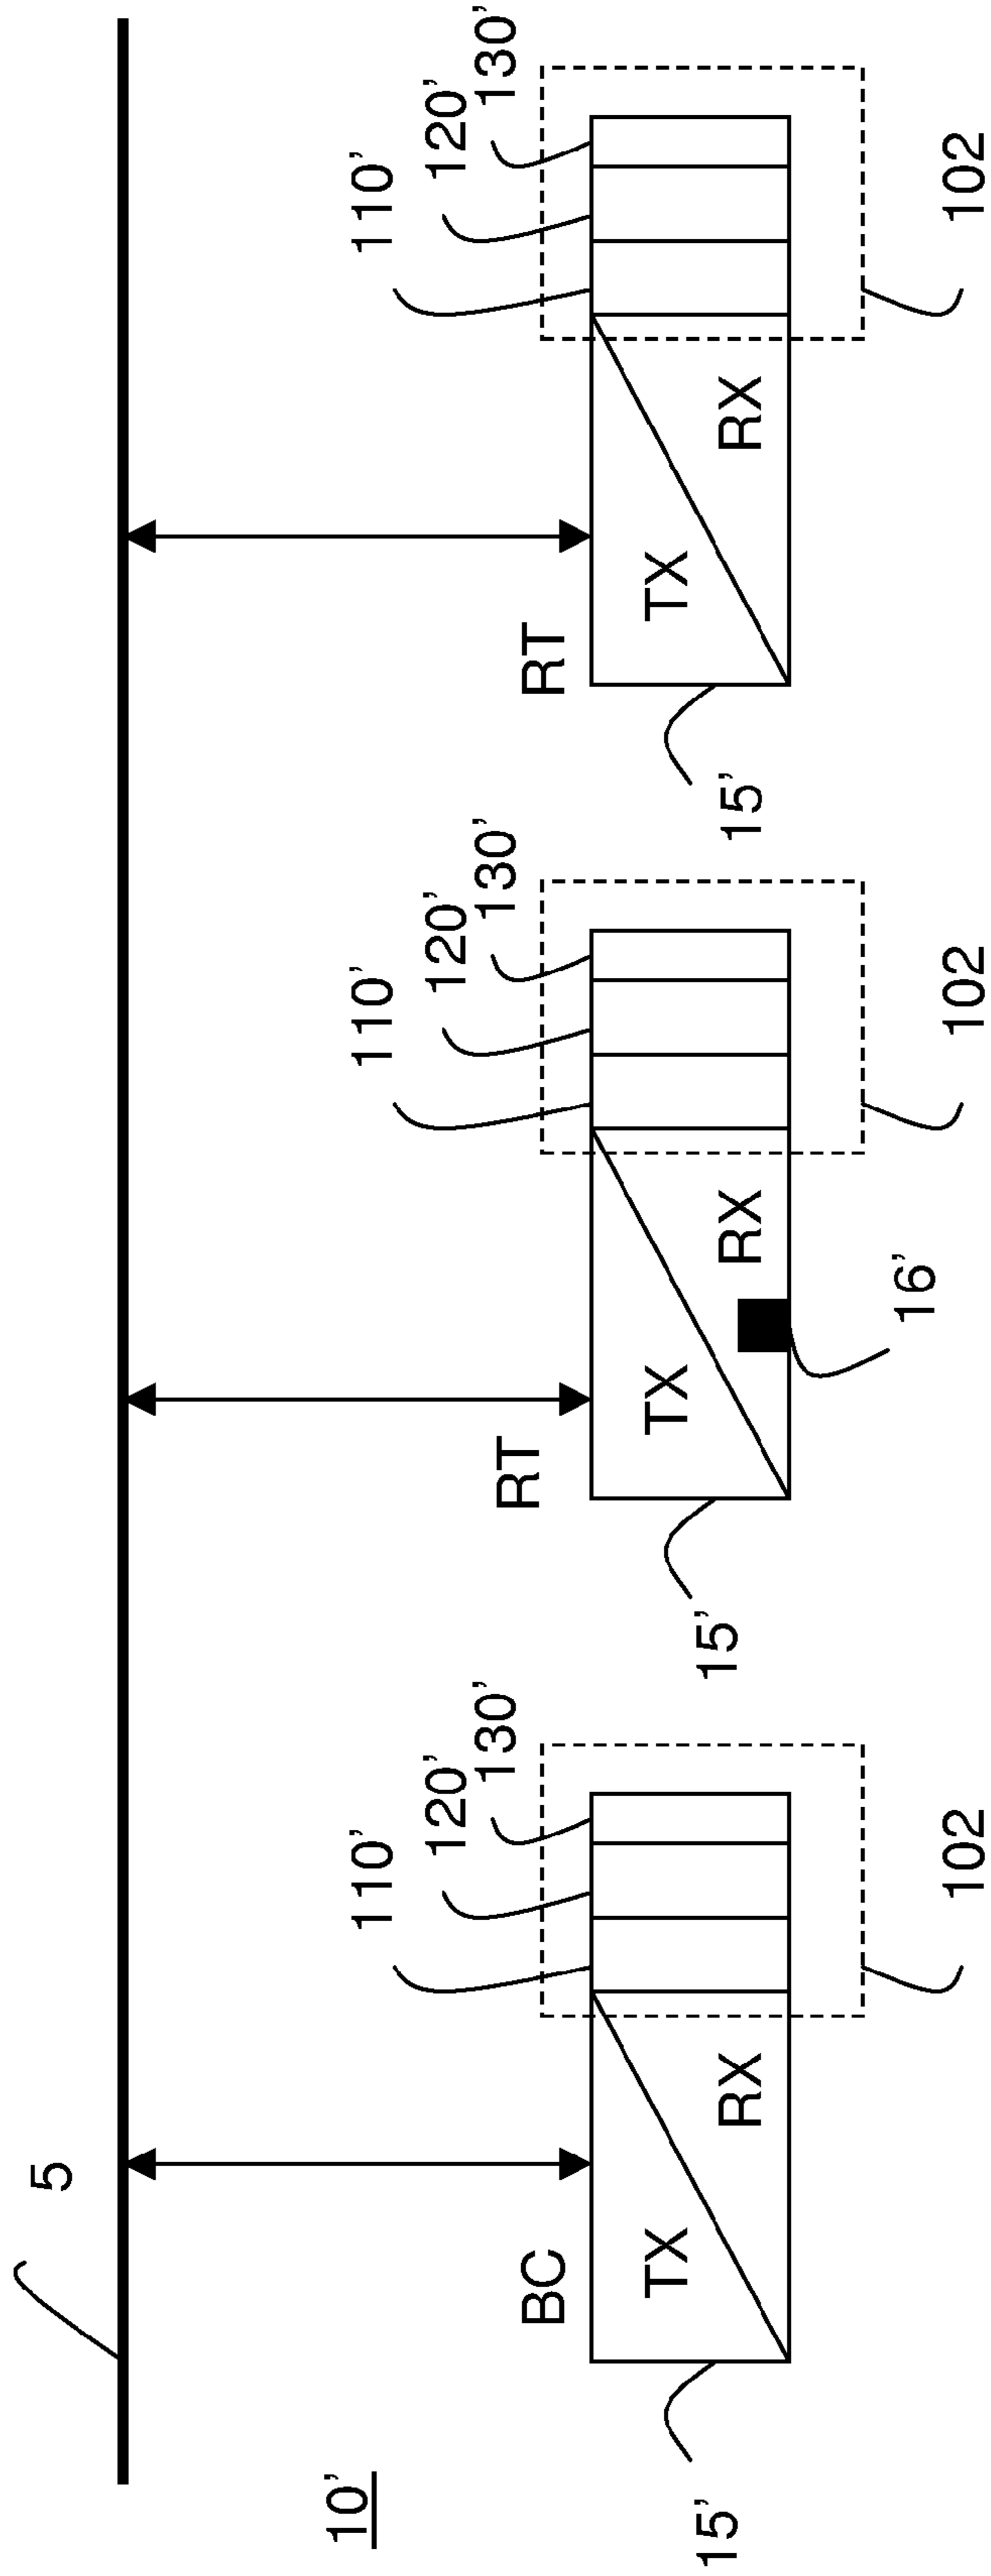 5
10'
110' 110' 110'
120' 120' 120'
130' 130' 130'
BC RT RT
TX TX TX
RX RX RX
15' 15' 15'
16'
102 102 102